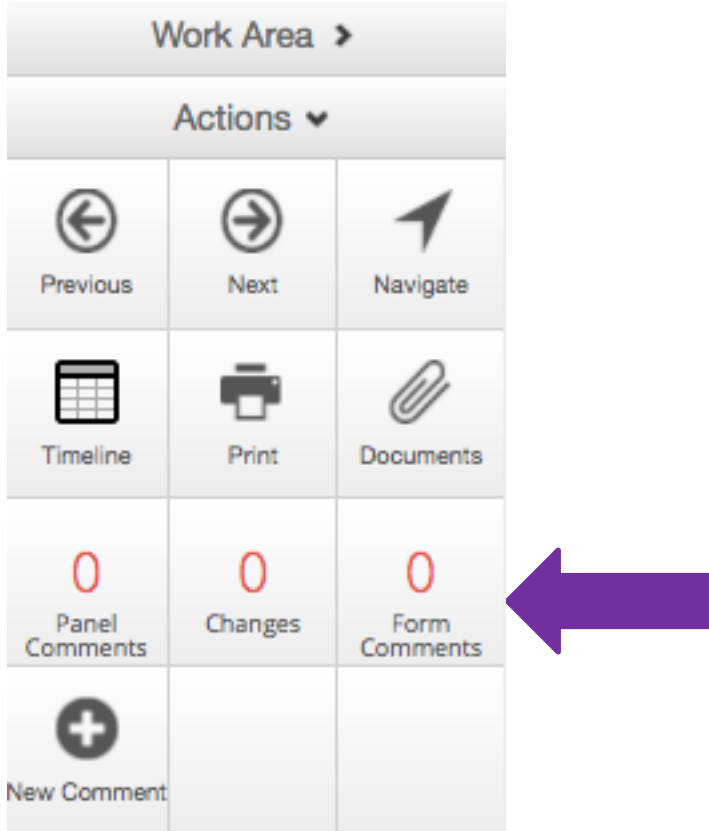 Work Area
Actions
Previous Next Navigate
Timeline Print Documents
0 0 0
Panel Changes Form
Comments Comments
New Comment